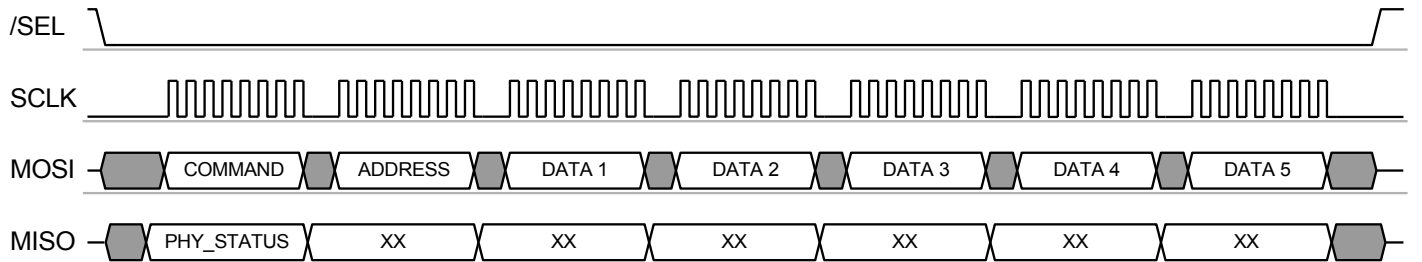 /SEL
SCLK
MOSI COMMAND ADDRESS DATA 1 DATA 2 DATA 3 DATA 4 DATA 5
MISO PHY_STATUS XX XX XX XX XX XX